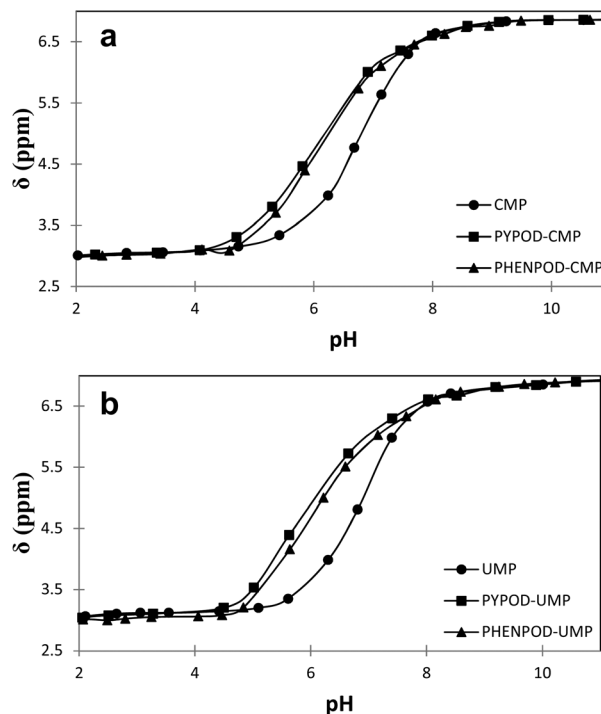 a
6.5
5.5
4.5
3.5
2.5
δ (ppm)
CMP
PYPOD-CMP
PHENPOD-CMP
2 4 6 8 10
pH
b
6.5
5.5
4.5
3.5
2.5
δ (ppm)
UMP
PYPOD-UMP
PHENPOD-UMP
2 4 6 8 10
pH